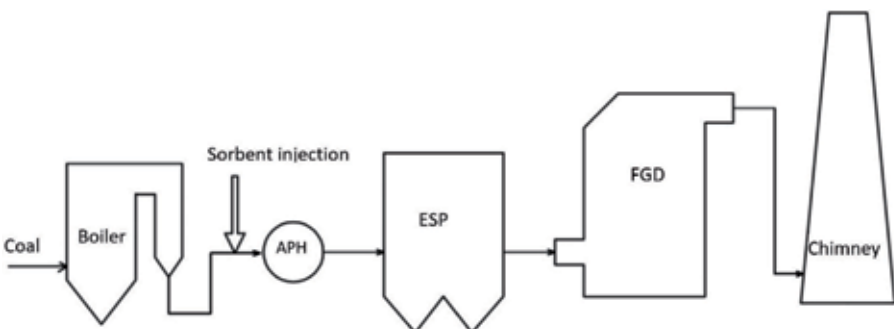 Sorbent injection
Coal
Boiler
APH
ESP
FGD
Chimney